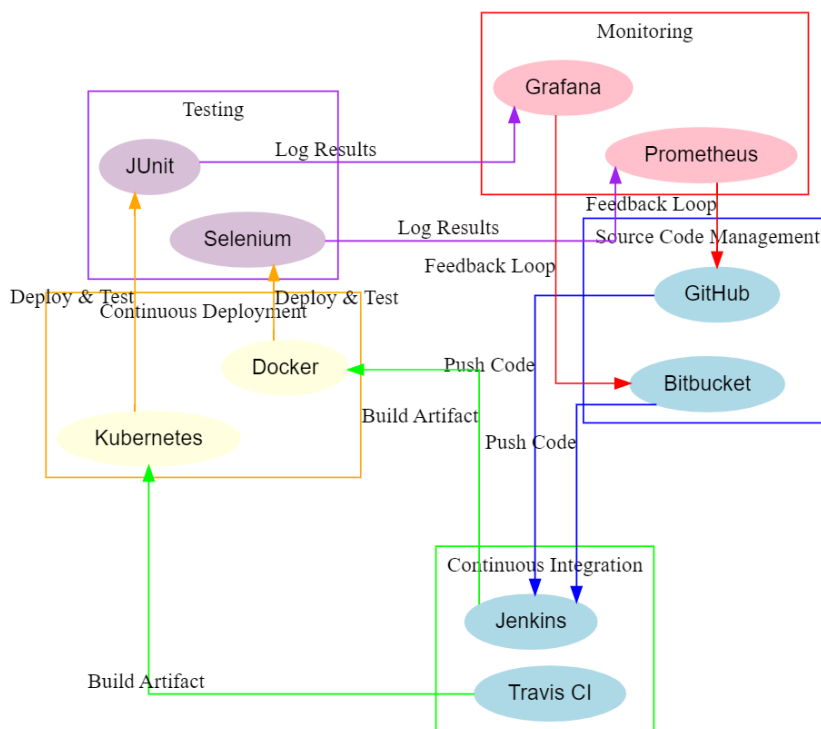 Monitoring
Grafana
Testing
JUnit
Log Results
Prometheus
Feedback Loop
Selenium
Log Results
Source Code Management
Feedback Loop
Deploy & Test
Deploy & Test
Continuous Deployment
GitHub
Docker
Push Code
Bitbucket
Build Artifact
Kubernetes
Push Code
Continuous Integration
Jenkins
Build Artifact
Travis CI